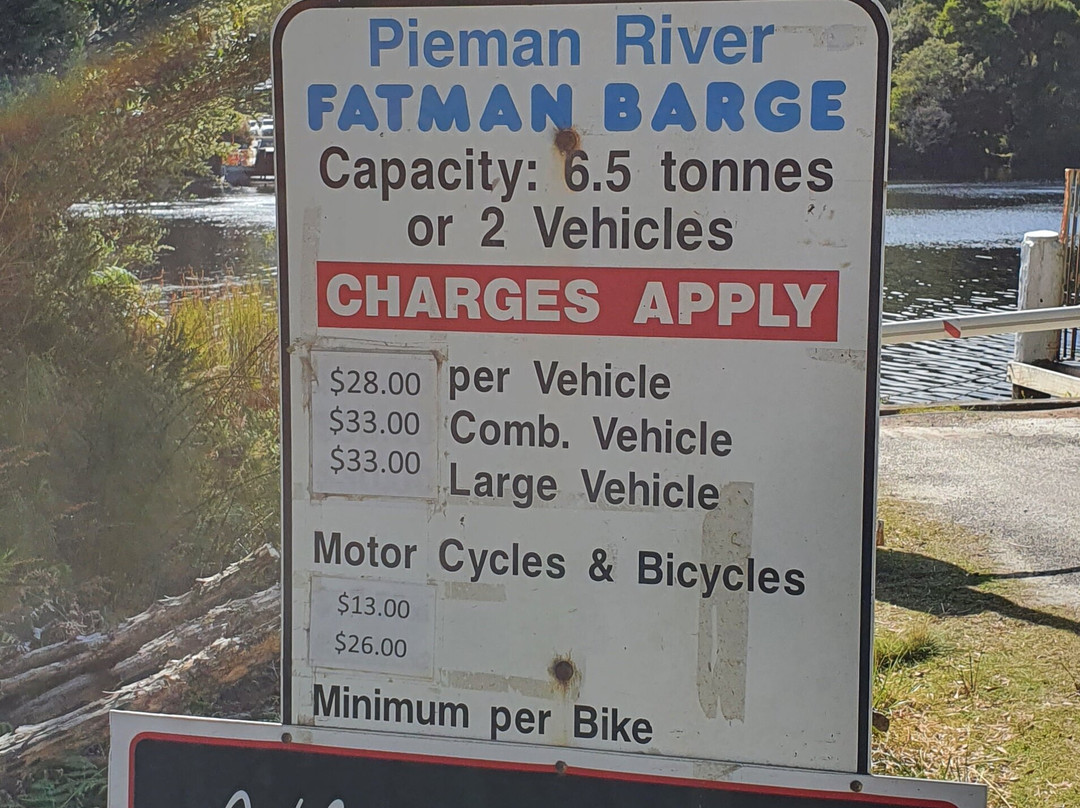 Pieman River
FATMAN BARGE
Capacity: 6.5 tonnes
or 2 Vehicles
CHARGES APPLY
$28.00 per Vehicle
$33.00 Comb. Vehicle
$33.00 Large Vehicle
Motor Cycles & Bicycles
$13.00
$26.00
Minimum per Bike